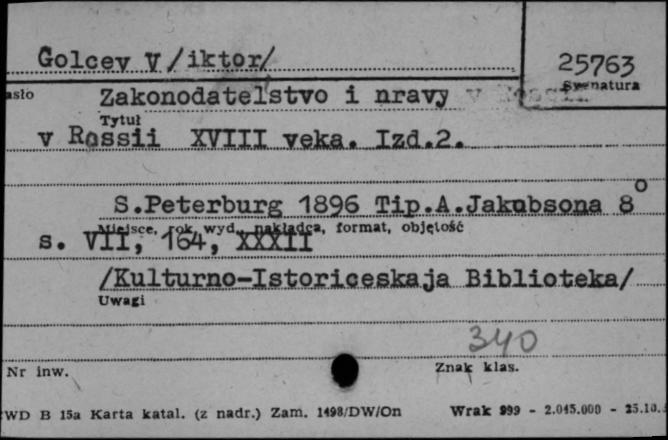 Golcev V/iktor/
25763
Sygnatura
asło Zakonodatelstvo i nravy
Tytuł
v Rossii XVIII veka. Izd.2.
S.Peterburg 1896 Tip.A.Jakobsona 8°
Miejsce, rok, wyd., nakładca, format, objętość
s. VII, 164, XXXII
/Kulturno-Istoriceskaja Biblioteka/
Uwagi
340
Nr inw.
Znak klas.
WD B 15a Karta katal. (z nadr.) Zam. 1498/DW/On Wrak 999 - 2.045.000 - 25.10.